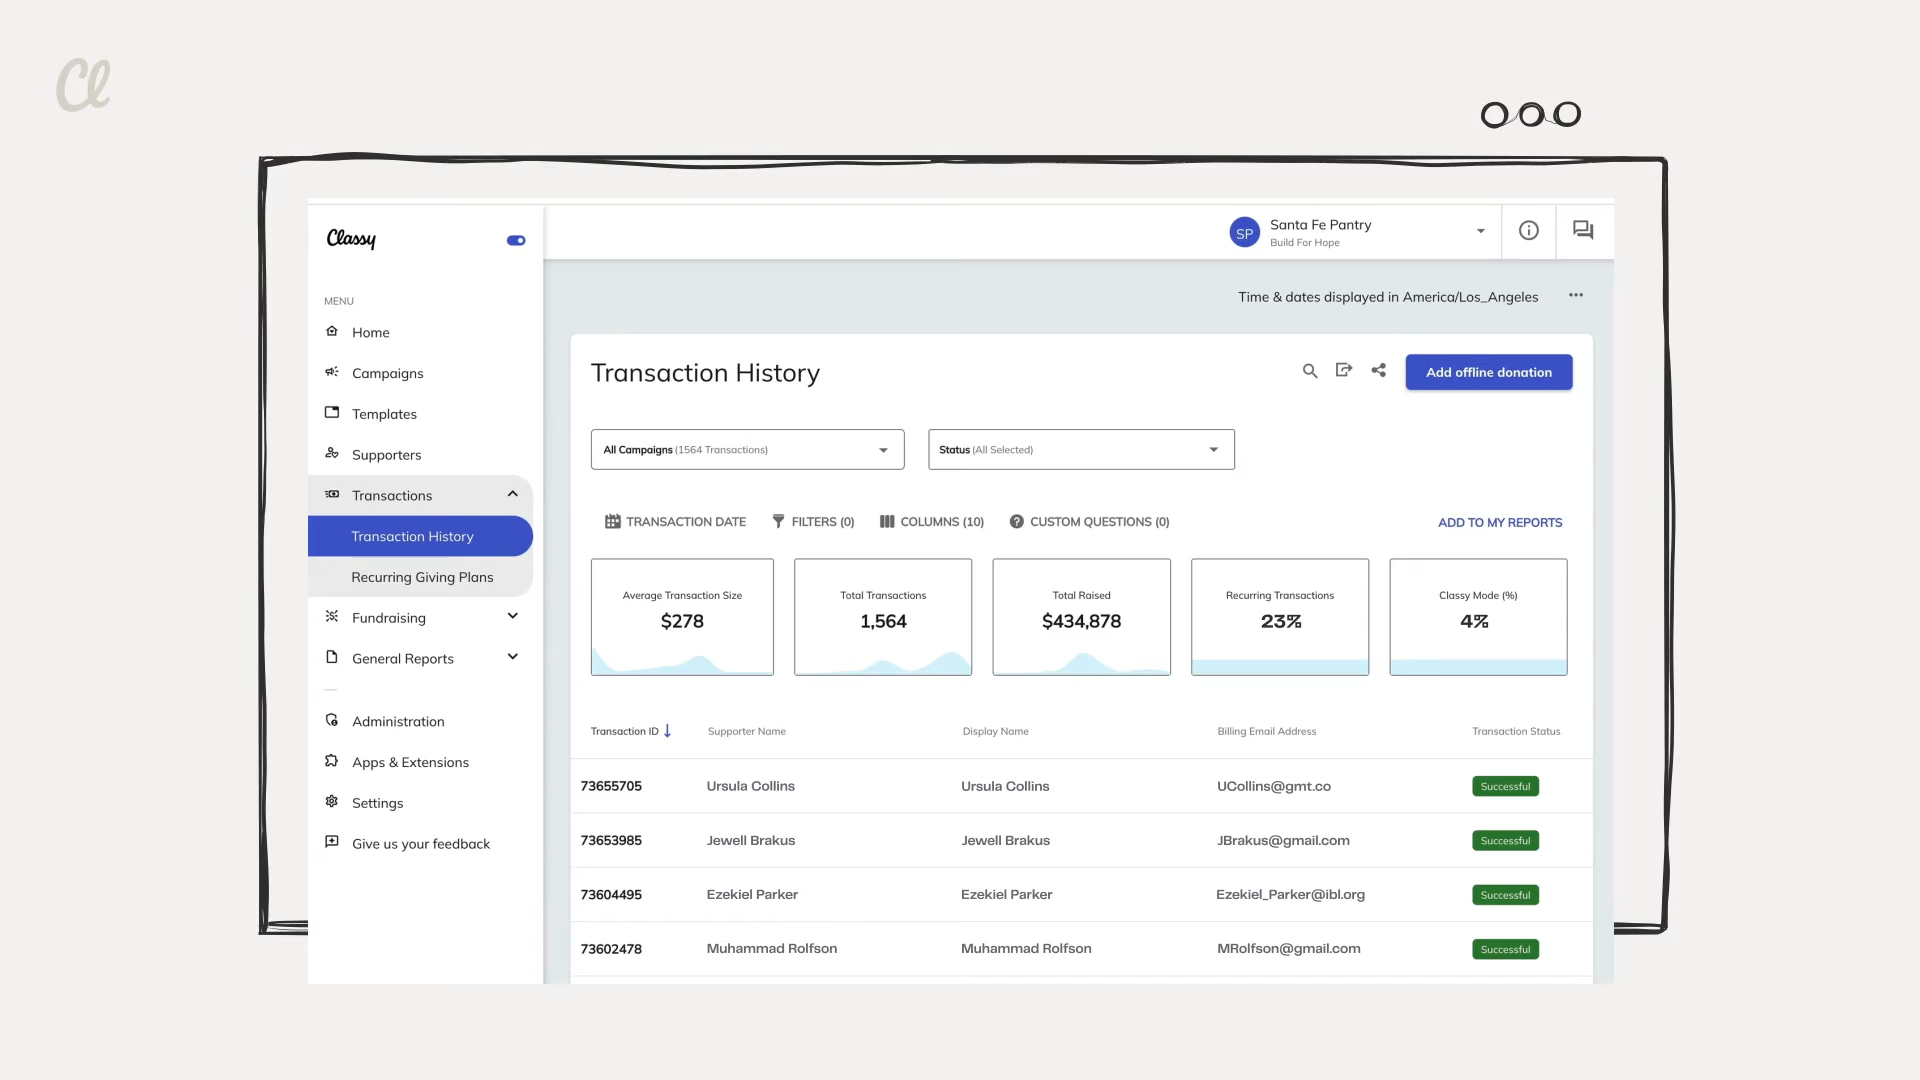 Cl
Classy
SP
Santa Fe Pantry
Build For Hope
Time & dates displayed in America/Los_Angeles
MENU
Home
Campaigns
Templates
Supporters
Transactions
Transaction History
Recurring Giving Plans
Fundraising
General Reports
Administration
Apps & Extensions
Settings
Give us your feedback
Transaction History
Add offline donation
All Campaigns (1564 Transactions)
Status (All Selected)
TRANSACTION DATE
FILTERS (0)
COLUMNS (10)
CUSTOM QUESTIONS (0)
ADD TO MY REPORTS
Average Transaction Size
$278
Total Transactions
1,564
Total Raised
$434,878
Recurring Transactions
23%
Classy Mode (%)
4%
Transaction ID Supporter Name Display Name Billing Email Address Transaction Status
73655705 Ursula Collins Ursula Collins UCollins@gmt.co Successful
73653985 Jewell Brakus Jewell Brakus JBrakus@gmail.com Successful
73604495 Ezekiel Parker Ezekiel Parker Ezekiel_Parker@ibl.org Successful
73602478 Muhammad Rolfson Muhammad Rolfson MRolfson@gmail.com Successful